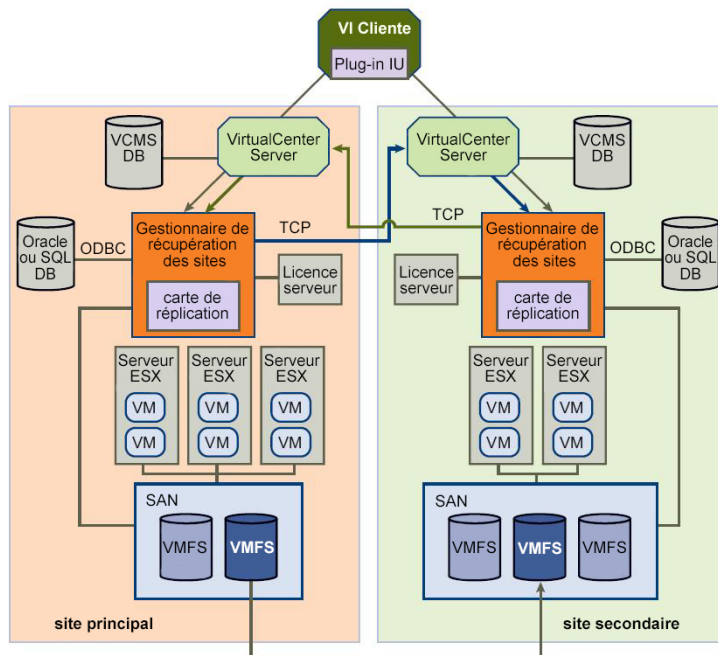 VI Cliente
Plug-in IU
VCMS
DB
VirtualCenter
Server
VirtualCenter
Server
VCMS
DB
TCP
TCP
Oracle
ou SQL
DB
ODBC
Gestionnaire de
récupération
des sites
carte de
réplication
Licence
serveur
Licence
serveur
Gestionnaire de
récupération
des sites
carte de
réplication
ODBC
Oracle
ou SQL
DB
Serveur
ESX
VM
VM
Serveur
ESX
VM
VM
Serveur
ESX
VM
VM
Serveur
ESX
VM
VM
Serveur
ESX
VM
VM
SAN
VMFS
VMFS
SAN
VMFS
VMFS
VMFS
site principal
site secondaire